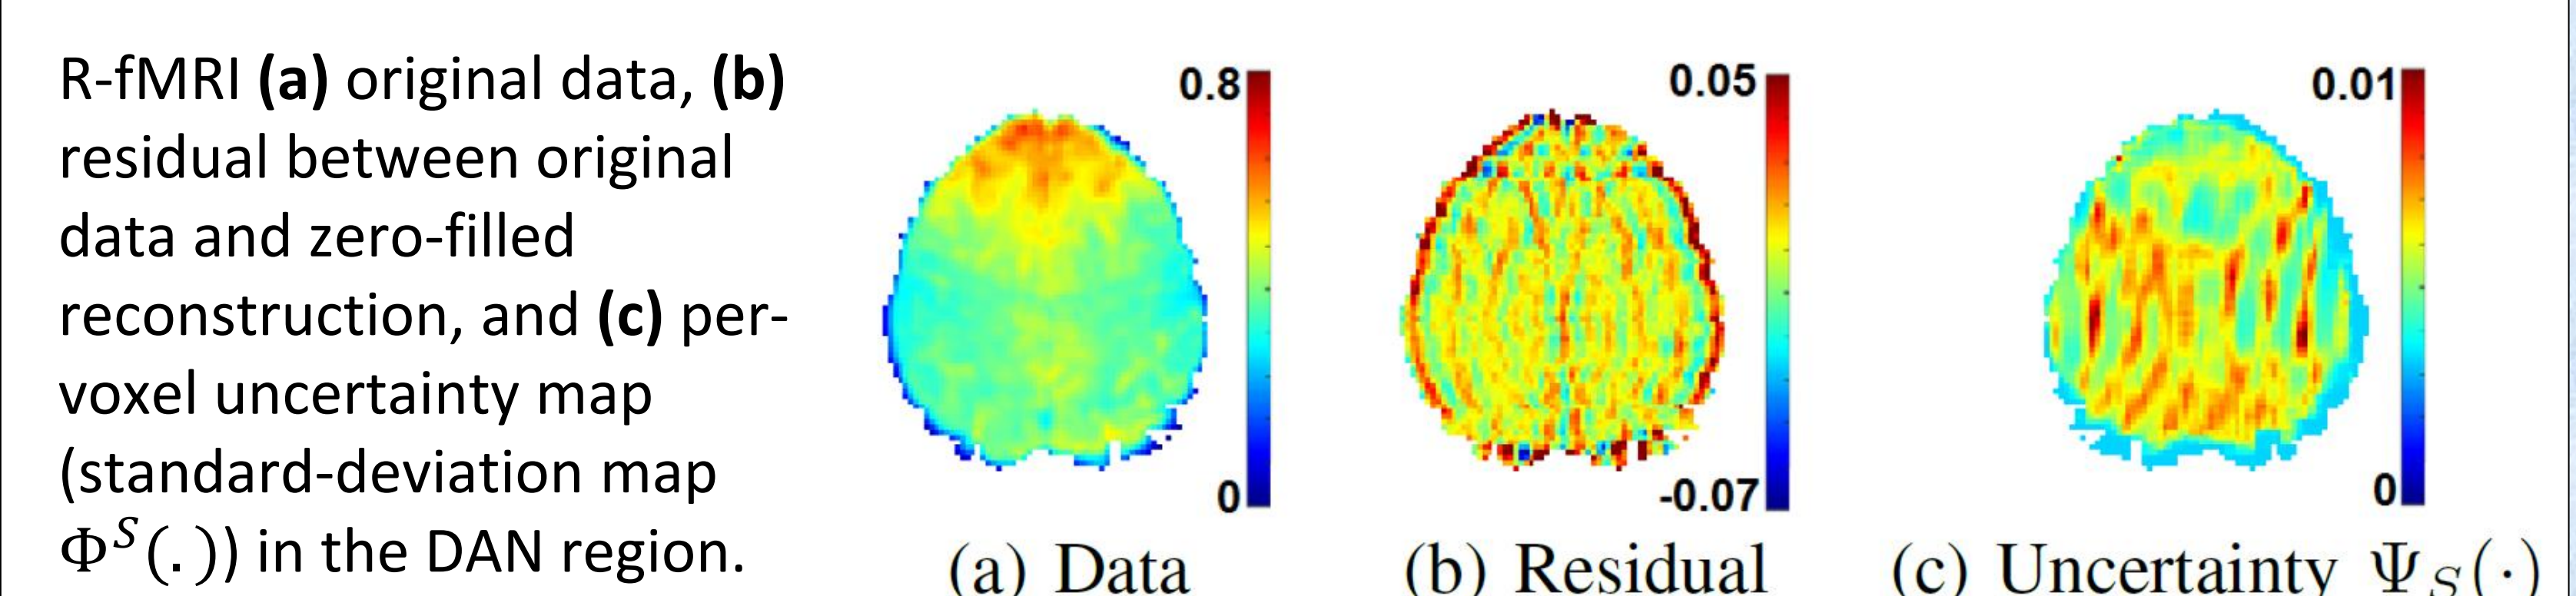 R-fMRI (a) original data, (b)
residual between original
data and zero-filled
reconstruction, and (c) per-
voxel uncertainty map
(standard-deviation map
Φ^S(.)) in the DAN region.
0.8
0
(a) Data
0.05
-0.07
(b) Residual
0.01
0
(c) Uncertainty Ψ_S(·)